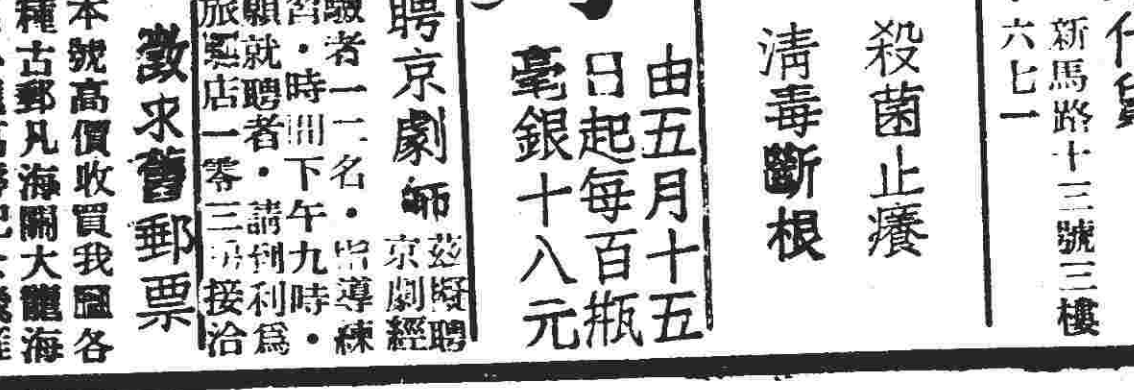 新馬路十三號三樓
六七一
殺菌止癢
清毒斷根
由五月十五
日起每百瓶
毫銀十八元
聘京劇師
茲擬聘
京劇經
驗者一二名・ 導練
習・時間下午九時・
願就聘者・請到利為
旅 店一零三 接洽
徵求舊郵票
本號高價收買我國各
種古郵凡海關大龍海